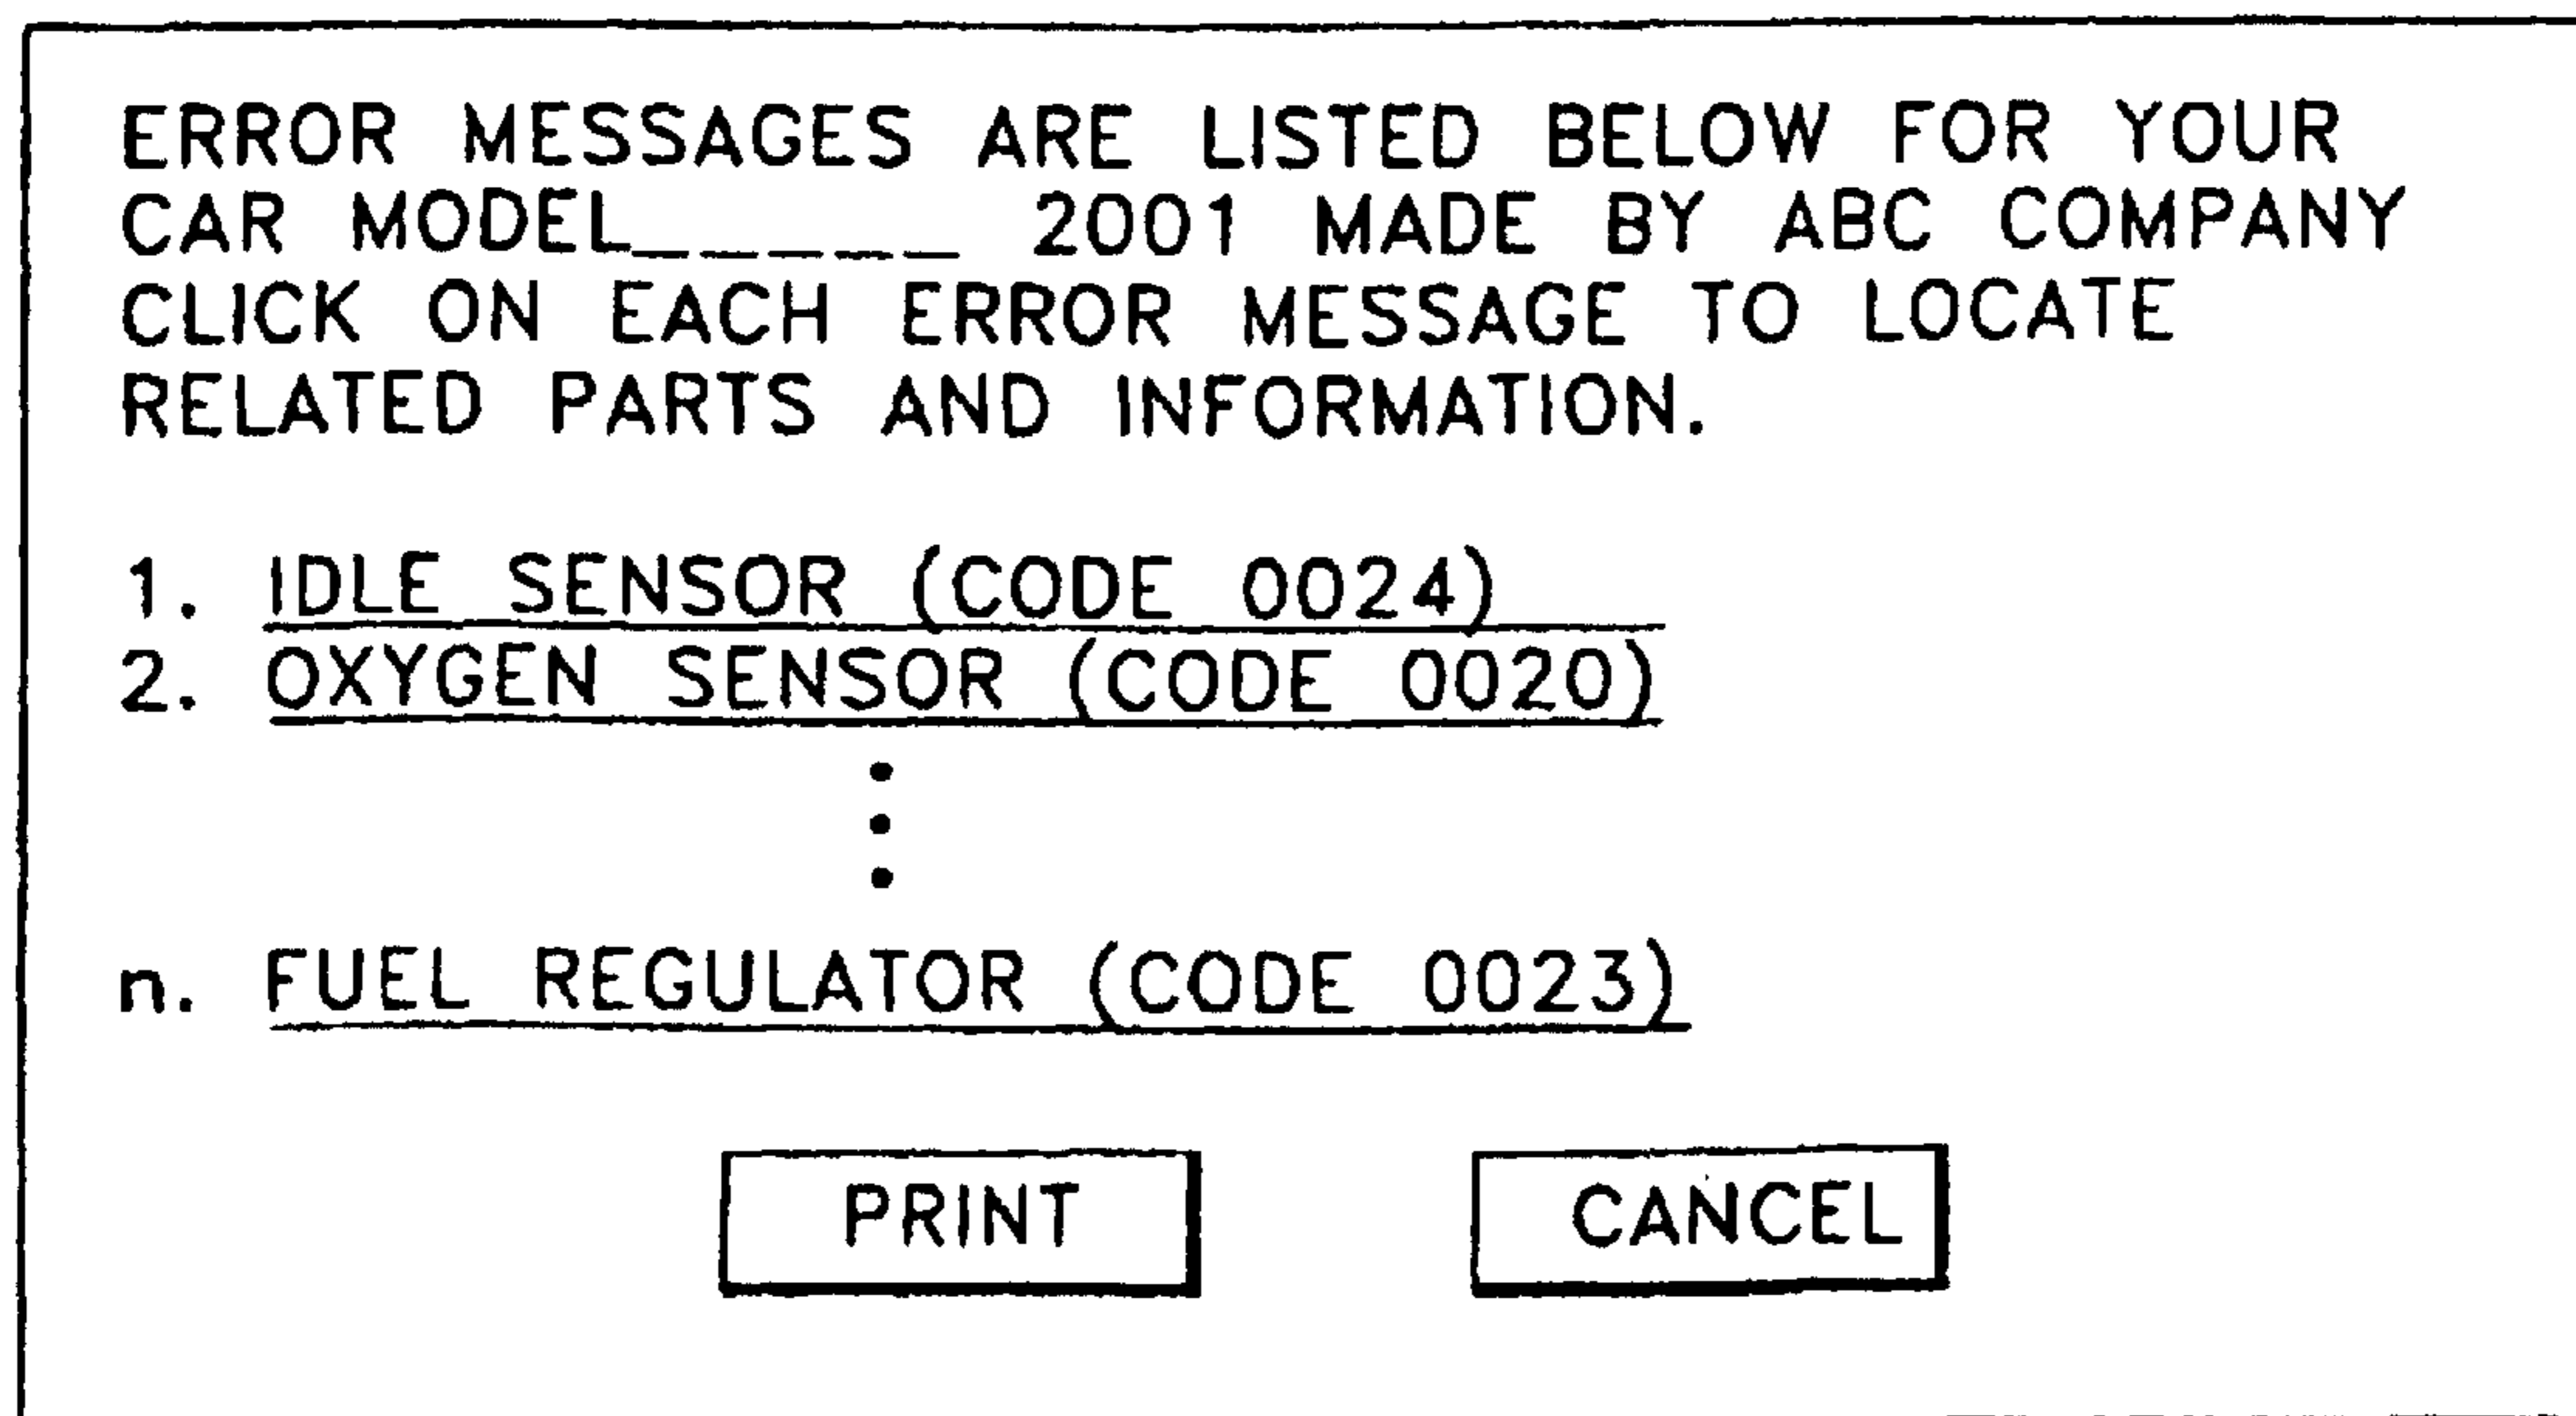 ERROR MESSAGES ARE LISTED BELOW FOR YOUR
CAR MODEL_____ 2001 MADE BY ABC COMPANY
CLICK ON EACH ERROR MESSAGE TO LOCATE
RELATED PARTS AND INFORMATION.
1. IDLE SENSOR (CODE 0024)
2. OXYGEN SENSOR (CODE 0020)
n. FUEL REGULATOR (CODE 0023)
PRINT CANCEL